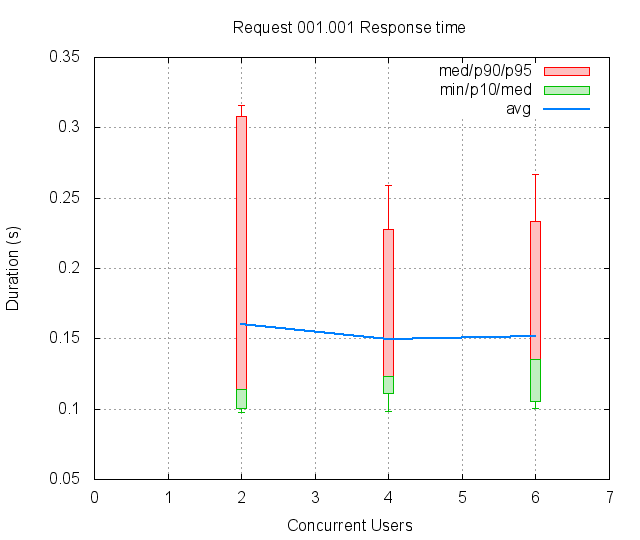 Request 001.001 Response time
0.35
0.3
0.25
0.2
0.15
0.1
0.05
Duration (s)
med/p90/p95
min/p10/med
avg
0 1 2 3 4 5 6 7
Concurrent Users